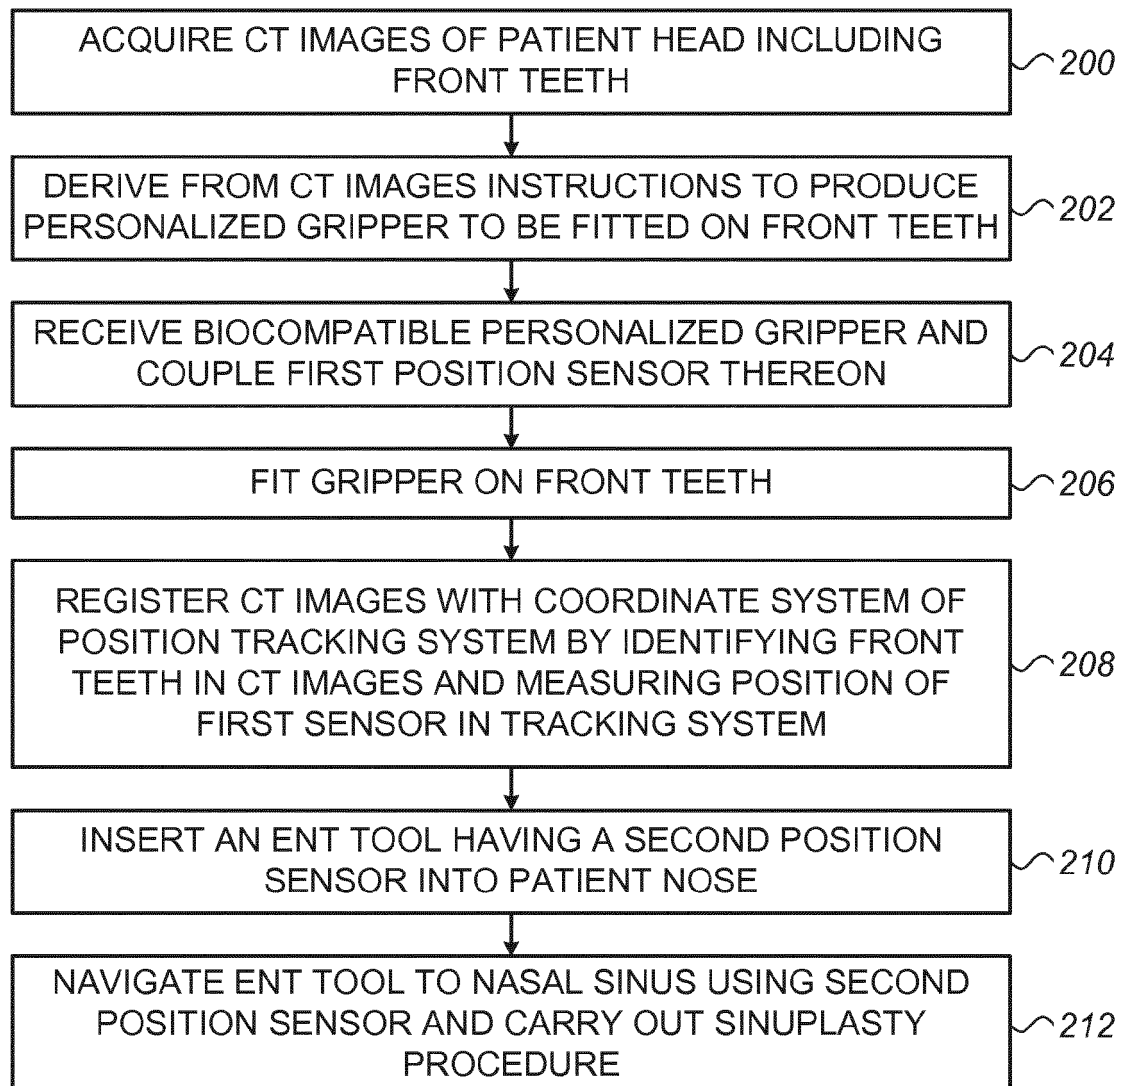 ACQUIRE CT IMAGES OF PATIENT HEAD INCLUDING
FRONT TEETH
200
DERIVE FROM CT IMAGES INSTRUCTIONS TO PRODUCE
PERSONALIZED GRIPPER TO BE FITTED ON FRONT TEETH
202
RECEIVE BIOCOMPATIBLE PERSONALIZED GRIPPER AND
COUPLE FIRST POSITION SENSOR THEREON
204
FIT GRIPPER ON FRONT TEETH
206
REGISTER CT IMAGES WITH COORDINATE SYSTEM OF
POSITION TRACKING SYSTEM BY IDENTIFYING FRONT
TEETH IN CT IMAGES AND MEASURING POSITION OF
FIRST SENSOR IN TRACKING SYSTEM
208
INSERT AN ENT TOOL HAVING A SECOND POSITION
SENSOR INTO PATIENT NOSE
210
NAVIGATE ENT TOOL TO NASAL SINUS USING SECOND
POSITION SENSOR AND CARRY OUT SINUPLASTY
PROCEDURE
212